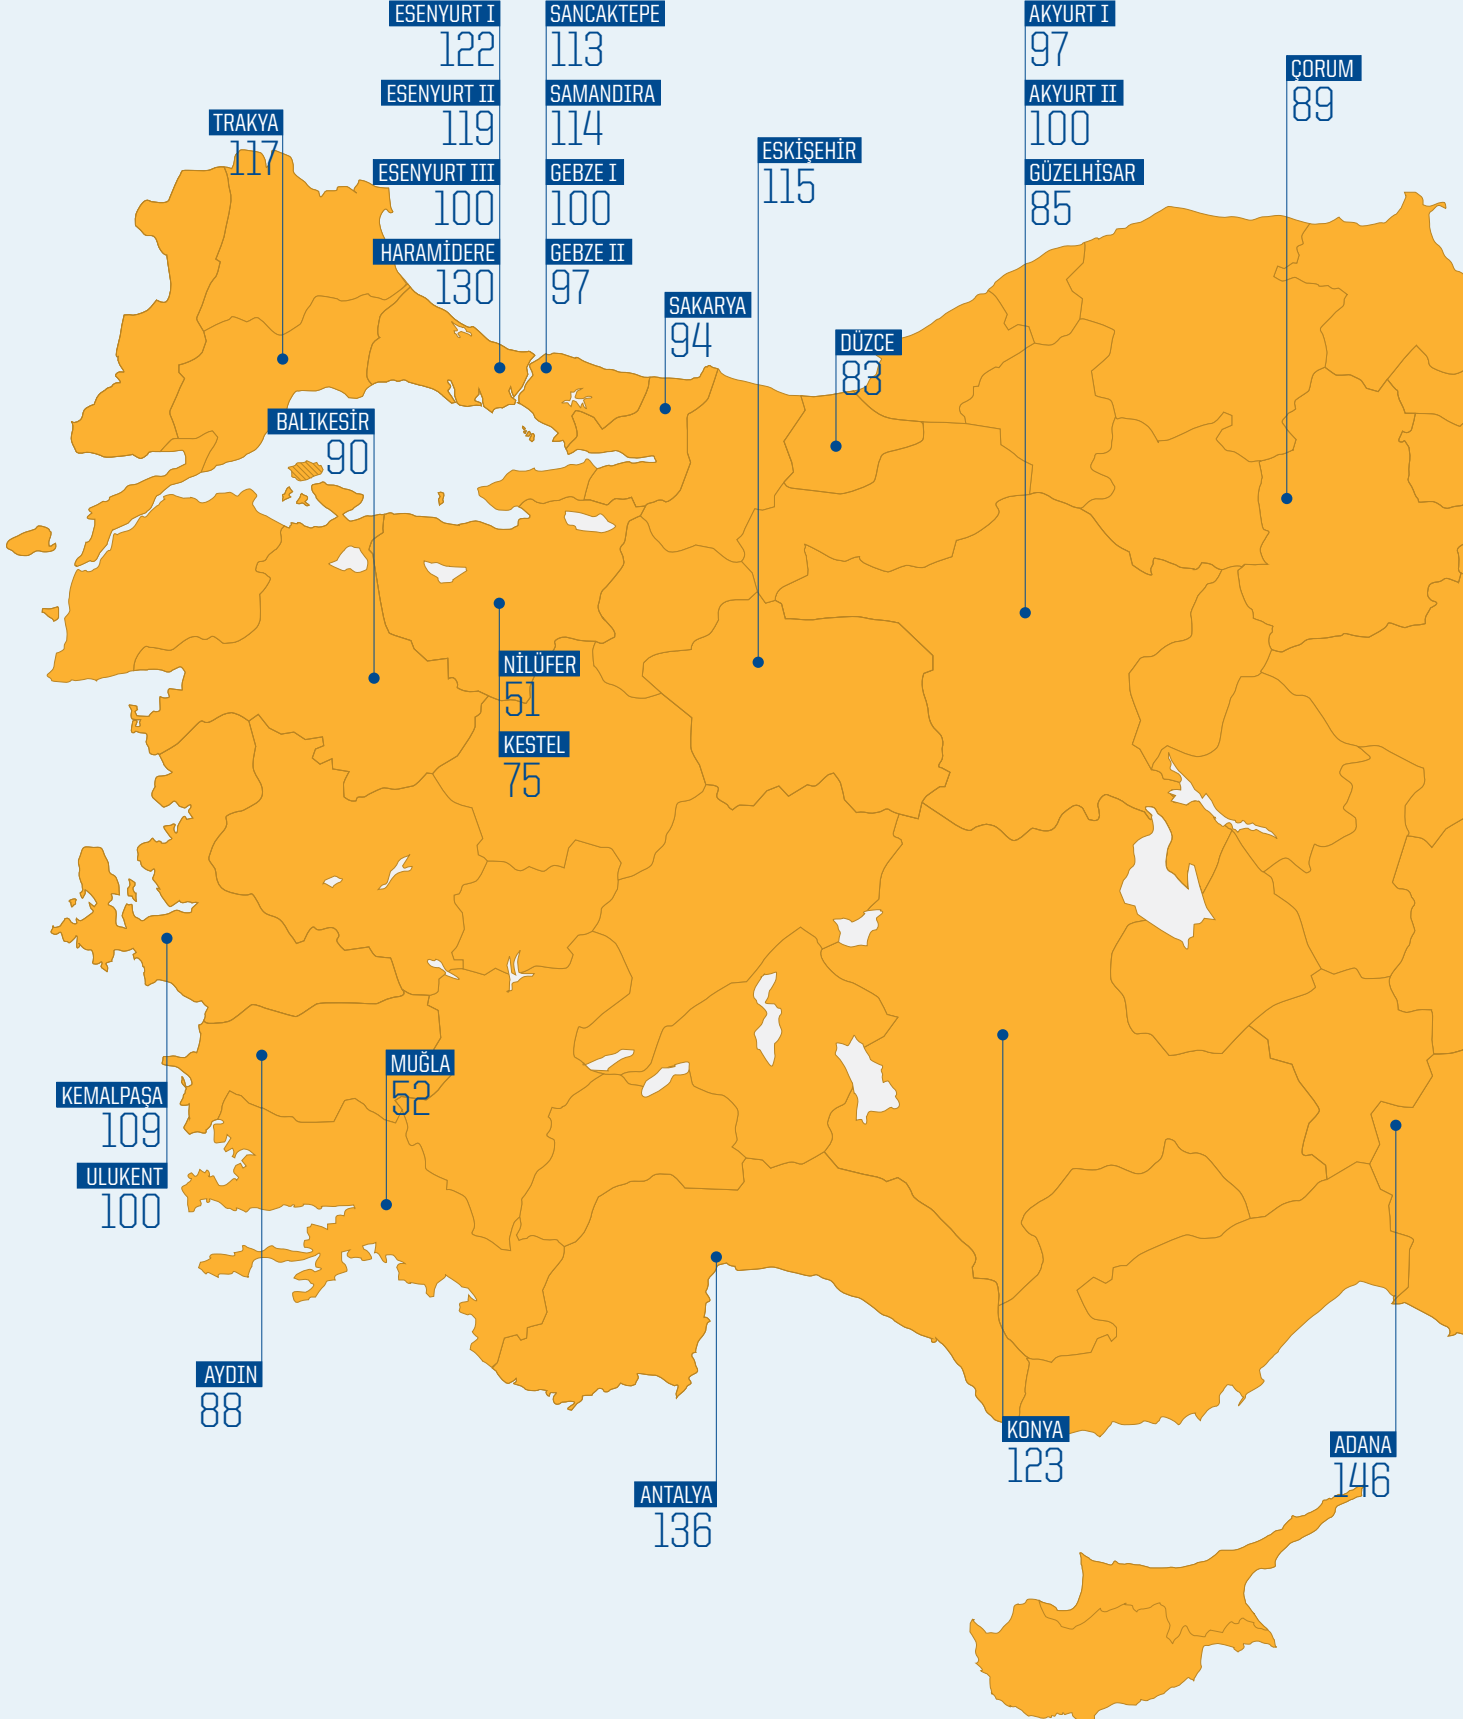 ESENYURT I
122
ESENYURT II
119
ESENYURT III
100
HARAMİDERE
130
SANCAKTEPE
113
SAMANDIRA
114
GEBZE I
100
GEBZE II
97
AKYURT I
97
AKYURT II
100
GÜZELHİSAR
85
ÇORUM
89
TRAKYA
117
ESKİŞEHİR
115
SAKARYA
94
DÜZCE
83
BALIKESİR
90
NİLÜFER
51
KESTEL
75
MUĞLA
52
KEMALPAŞA
109
ULUKENT
100
AYDIN
88
KONYA
123
ADANA
146
ANTALYA
136